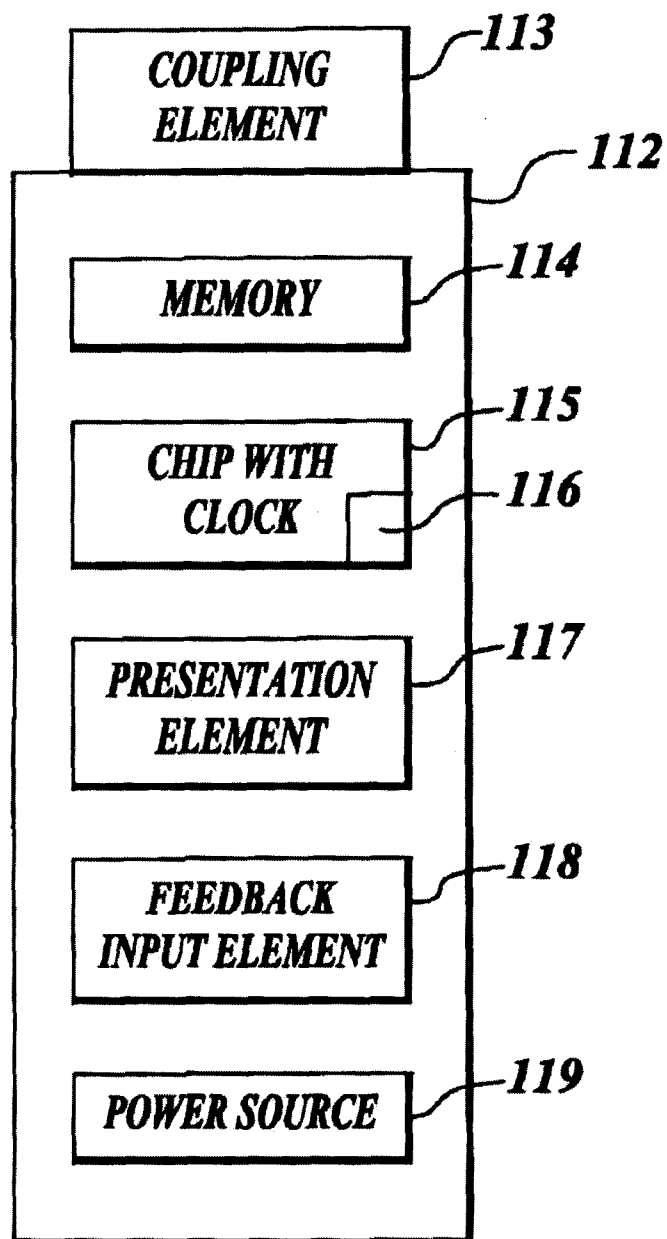 113
COUPLING
ELEMENT
112
114
MEMORY
115
CHIP WITH
CLOCK
116
117
PRESENTATION
ELEMENT
118
FEEDBACK
INPUT ELEMENT
119
POWER SOURCE